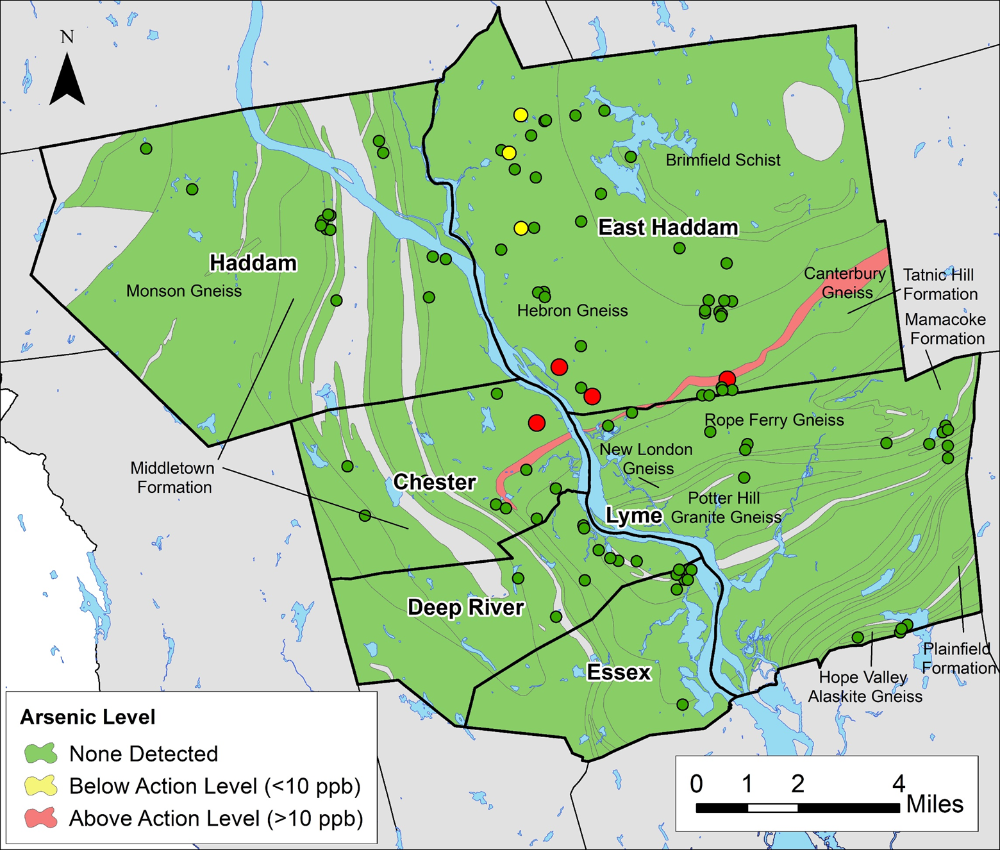 N
Brimfield Schist
East Haddam
Haddam
Monson Gneiss
Canterbury
Gneiss
Tatnic Hill
Formation
Hebron Gneiss
Mamacoke
Formation
Rope Ferry Gneiss
New London
Gneiss
Middletown
Formation
Chester
Potter Hill
Granite Gneiss
Lyme
Deep River
Essex
Plainfield
Formation
Hope Valley
Alaskite Gneiss
Arsenic Level
None Detected
Below Action Level (<10 ppb)
Above Action Level (>10 ppb)
0 1 2 4
Miles